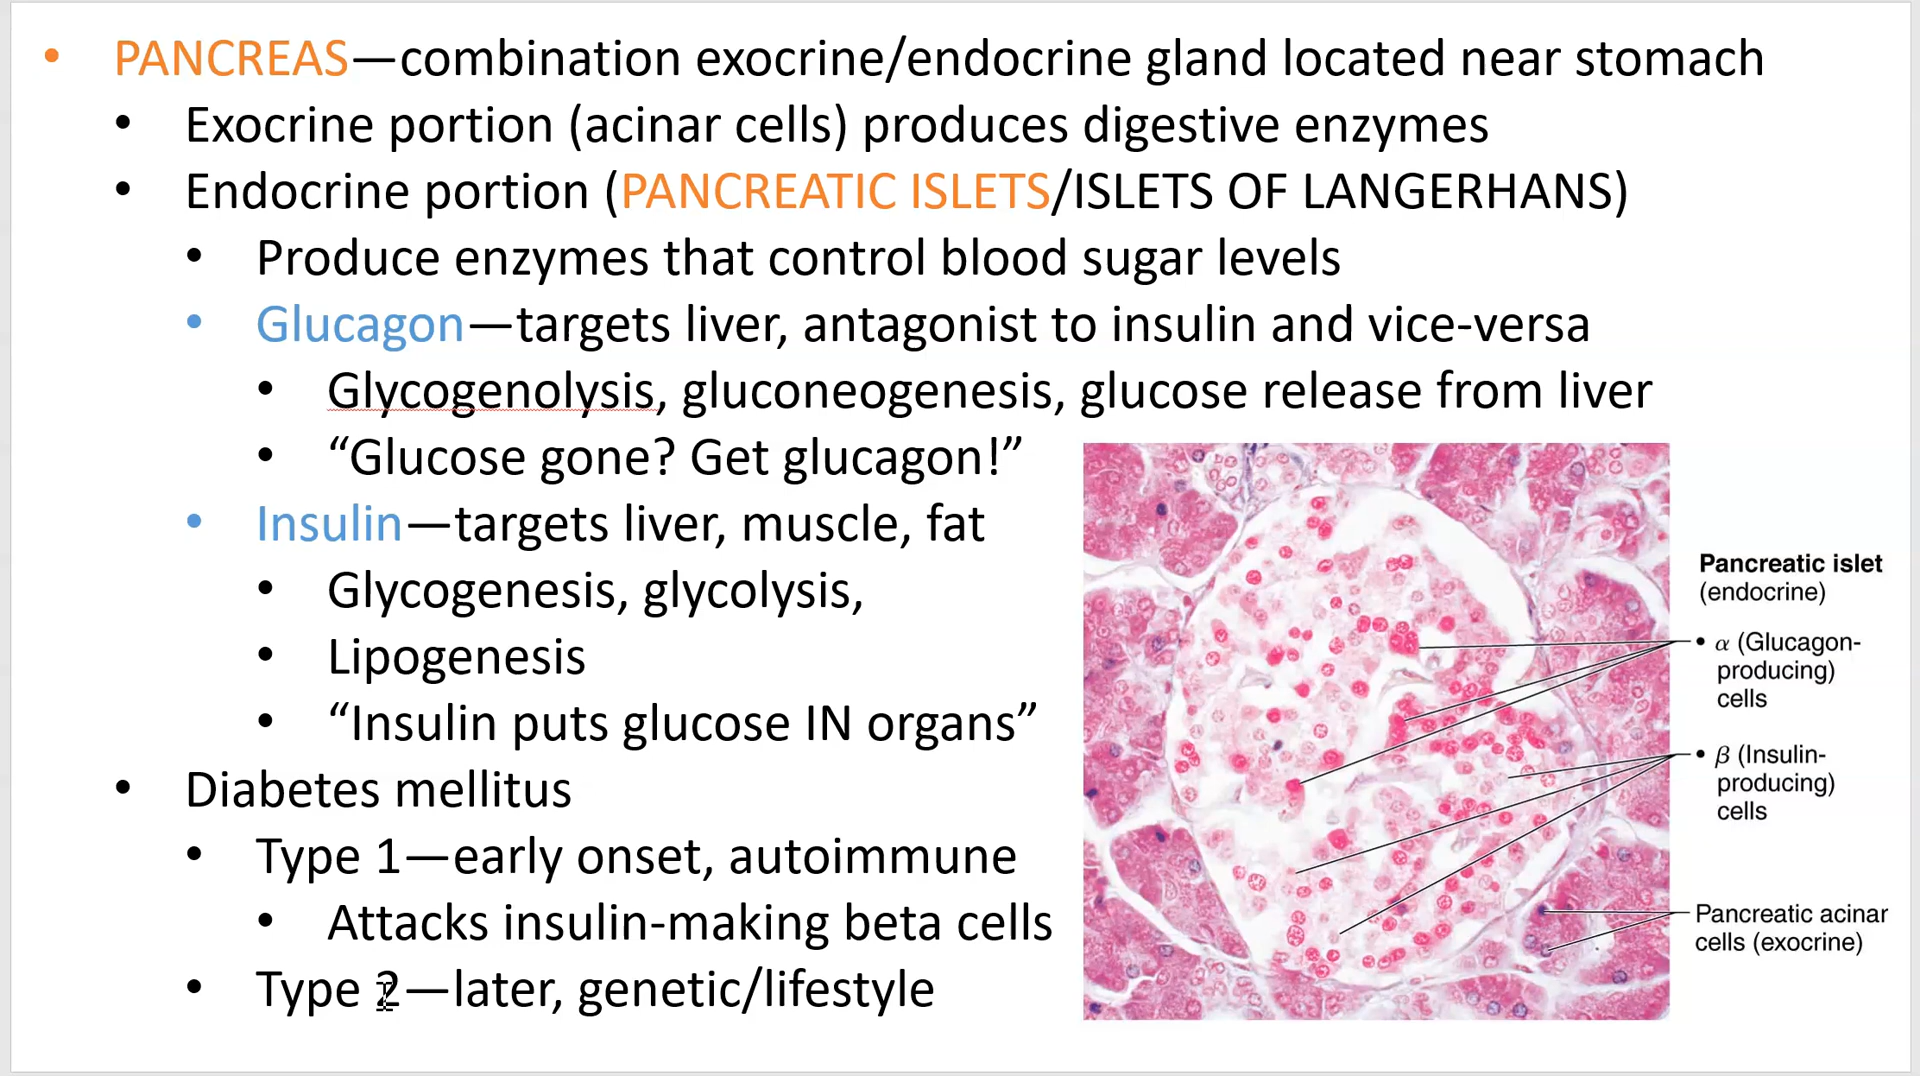 • PANCREAS—combination exocrine/endocrine gland located near stomach
• Exocrine portion (acinar cells) produces digestive enzymes
• Endocrine portion (PANCREATIC ISLETS/ISLETS OF LANGERHANS)
• Produce enzymes that control blood sugar levels
• Glucagon—targets liver, antagonist to insulin and vice-versa
• Glycogenolysis, gluconeogenesis, glucose release from liver
• “Glucose gone? Get glucagon!”
• Insulin—targets liver, muscle, fat
• Glycogenesis, glycolysis,
• Lipogenesis
• “Insulin puts glucose IN organs”
• Diabetes mellitus
• Type 1—early onset, autoimmune
• Attacks insulin-making beta cells
• Type 2—later, genetic/lifestyle
Pancreatic islet
(endocrine)
• α (Glucagon-
producing)
cells
• β (Insulin-
producing)
cells
Pancreatic acinar
cells (exocrine)